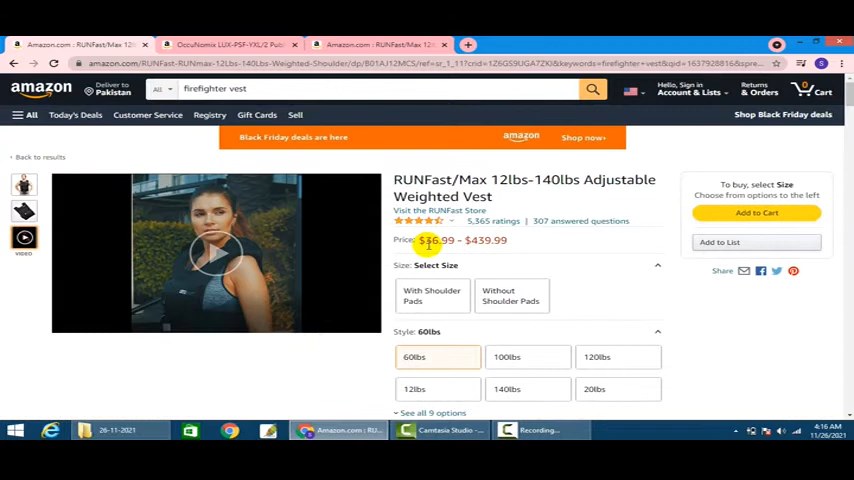 Amazon.com : RUNFast/Max 12lb
OccuNomix LUX-PSF-YXL/2 Publ
Amazon.com : RUNFast/Max 12lb
amazon.com/RUNFast-RUNmax-12Lbs-140Lbs-Weighted-Shoulder/dp/B01AJ12MCS/ref=sr_1_11?crid=1Z6GS9UGA7ZKI&keywords=firefighter+vest&qid=1637928816&spre...
amazon
Deliver to
Pakistan
All
firefighter vest
Hello, Sign in
Account & Lists
Returns
& Orders
0
Cart
All
Today's Deals
Customer Service
Registry
Gift Cards
Sell
Shop Black Friday deals
Black Friday deals are here
amazon
Shop now›
‹ Back to results
VIDEO
RUNFast/Max 12lbs-140lbs Adjustable
Weighted Vest
Visit the RUNFast Store
5,365 ratings | 307 answered questions
Price: $36.99 - $439.99
Size: Select Size
With Shoulder
Pads
Without
Shoulder Pads
Style: 60lbs
60lbs
100lbs
120lbs
12lbs
140lbs
20lbs
See all 9 options
To buy, select Size
Choose from options to the left
Add to Cart
Add to List
Share
26-11-2021
Amazon.com : RU...
Camtasia Studio - ...
Recording...
4:16 AM
11/26/2021